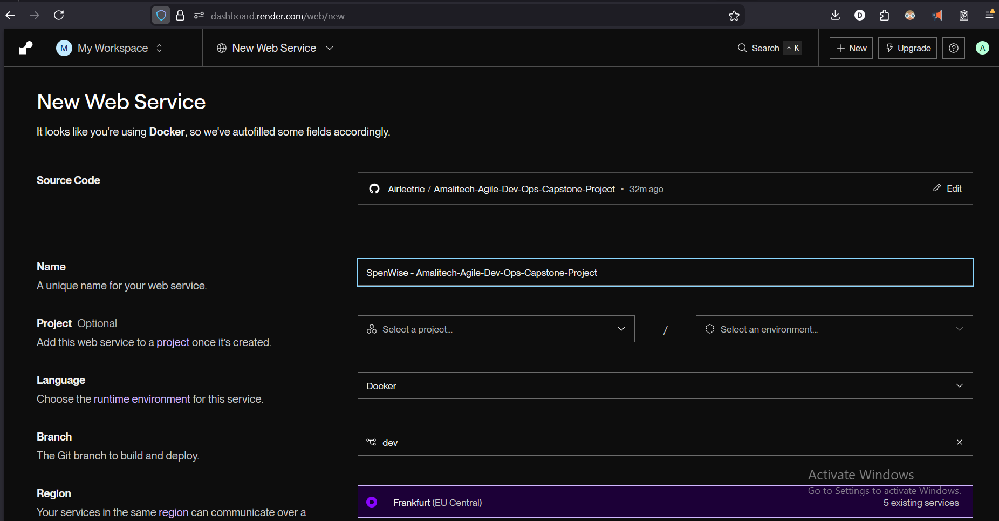 dashboard.render.com/web/new
D
M My Workspace
New Web Service
Search ^ K
+ New
Upgrade
?
A
New Web Service
It looks like you're using Docker, so we've autofilled some fields accordingly.
Source Code
Airlectric / Amalitech-Agile-Dev-Ops-Capstone-Project • 32m ago
Edit
Name
A unique name for your web service.
SpenWise - Amalitech-Agile-Dev-Ops-Capstone-Project
Project Optional
Add this web service to a project once it's created.
Select a project...
/
Select an environment...
Language
Choose the runtime environment for this service.
Docker
Branch
The Git branch to build and deploy.
dev
Region
Your services in the same region can communicate over a
Frankfurt (EU Central)
5 existing services
Activate Windows
Go to Settings to activate Windows.